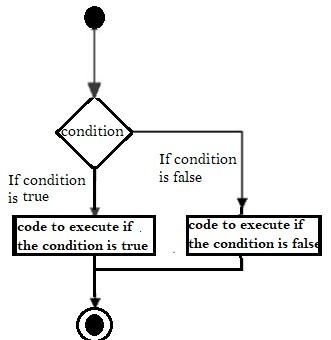 condition
If condition
is true
If condition
is false
code to execute if
the condition is true
code to execute if
the condition is false